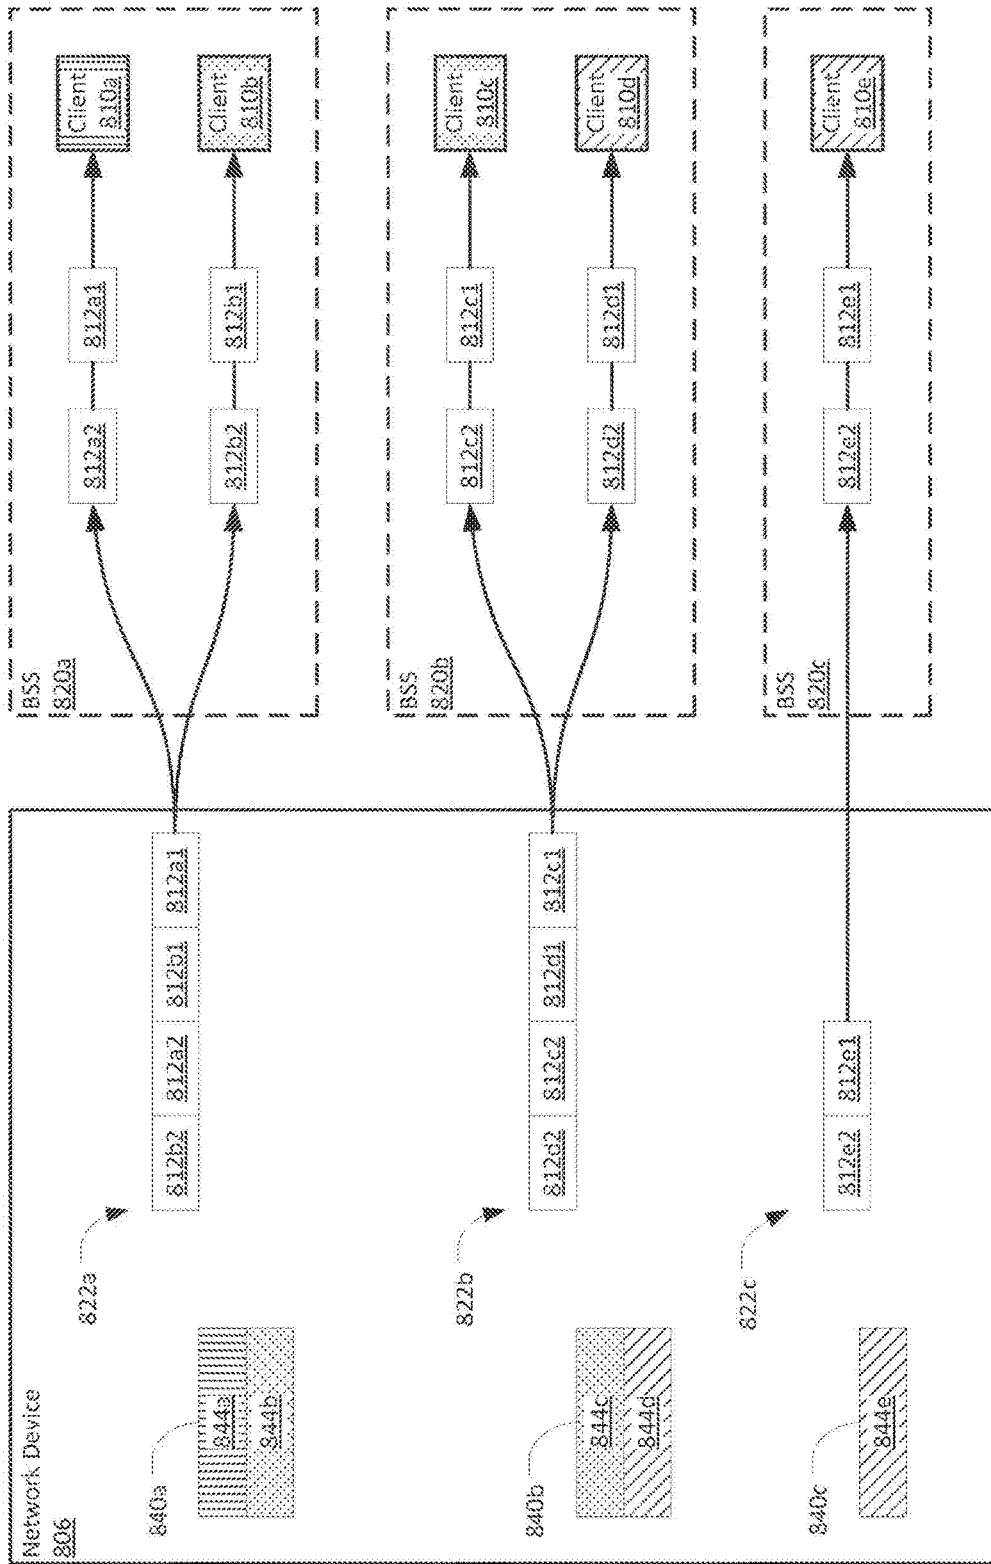 Network Device
806
840a
844a
844b
822a
812b2
812a2
812b1
812a1
BSS
820a
812a2
812a1
Client
810a
812b2
812b1
Client
810b
840b
844c
844d
822b
812d2
812c2
812d1
812c1
BSS
820b
812c2
812c1
Client
810c
812d2
812d1
Client
810d
840c
844e
822c
812e2
812e1
BSS
820c
812e2
812e1
Client
810e